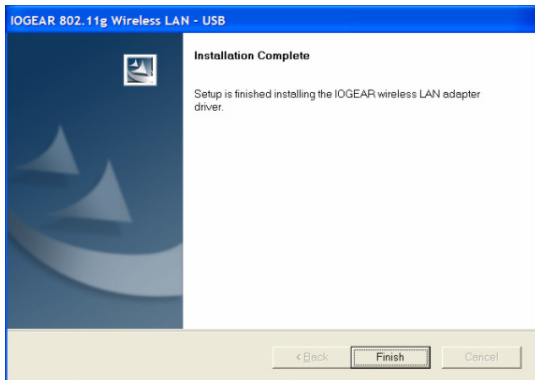 IOGEAR 802.11g Wireless LAN - USB
Installation Complete
Setup is finished installing the IOGEAR wireless LAN adapter
driver.
< Back Finish Cancel